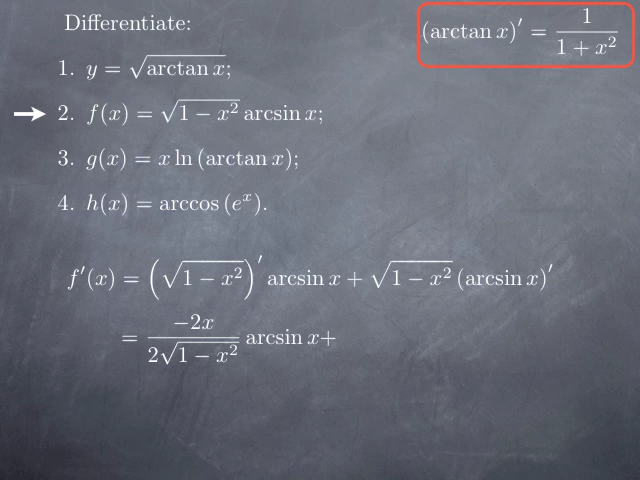 Differentiate:
(arctan x)′ = 1/(1 + x²)
1. y = √(arctan x);
2. f(x) = √(1 − x²) arcsin x;
3. g(x) = x ln (arctan x);
4. h(x) = arccos (eˣ).
f′(x) = (√(1 − x²))′ arcsin x + √(1 − x²) (arcsin x)′
= −2x/(2√(1 − x²)) arcsin x+